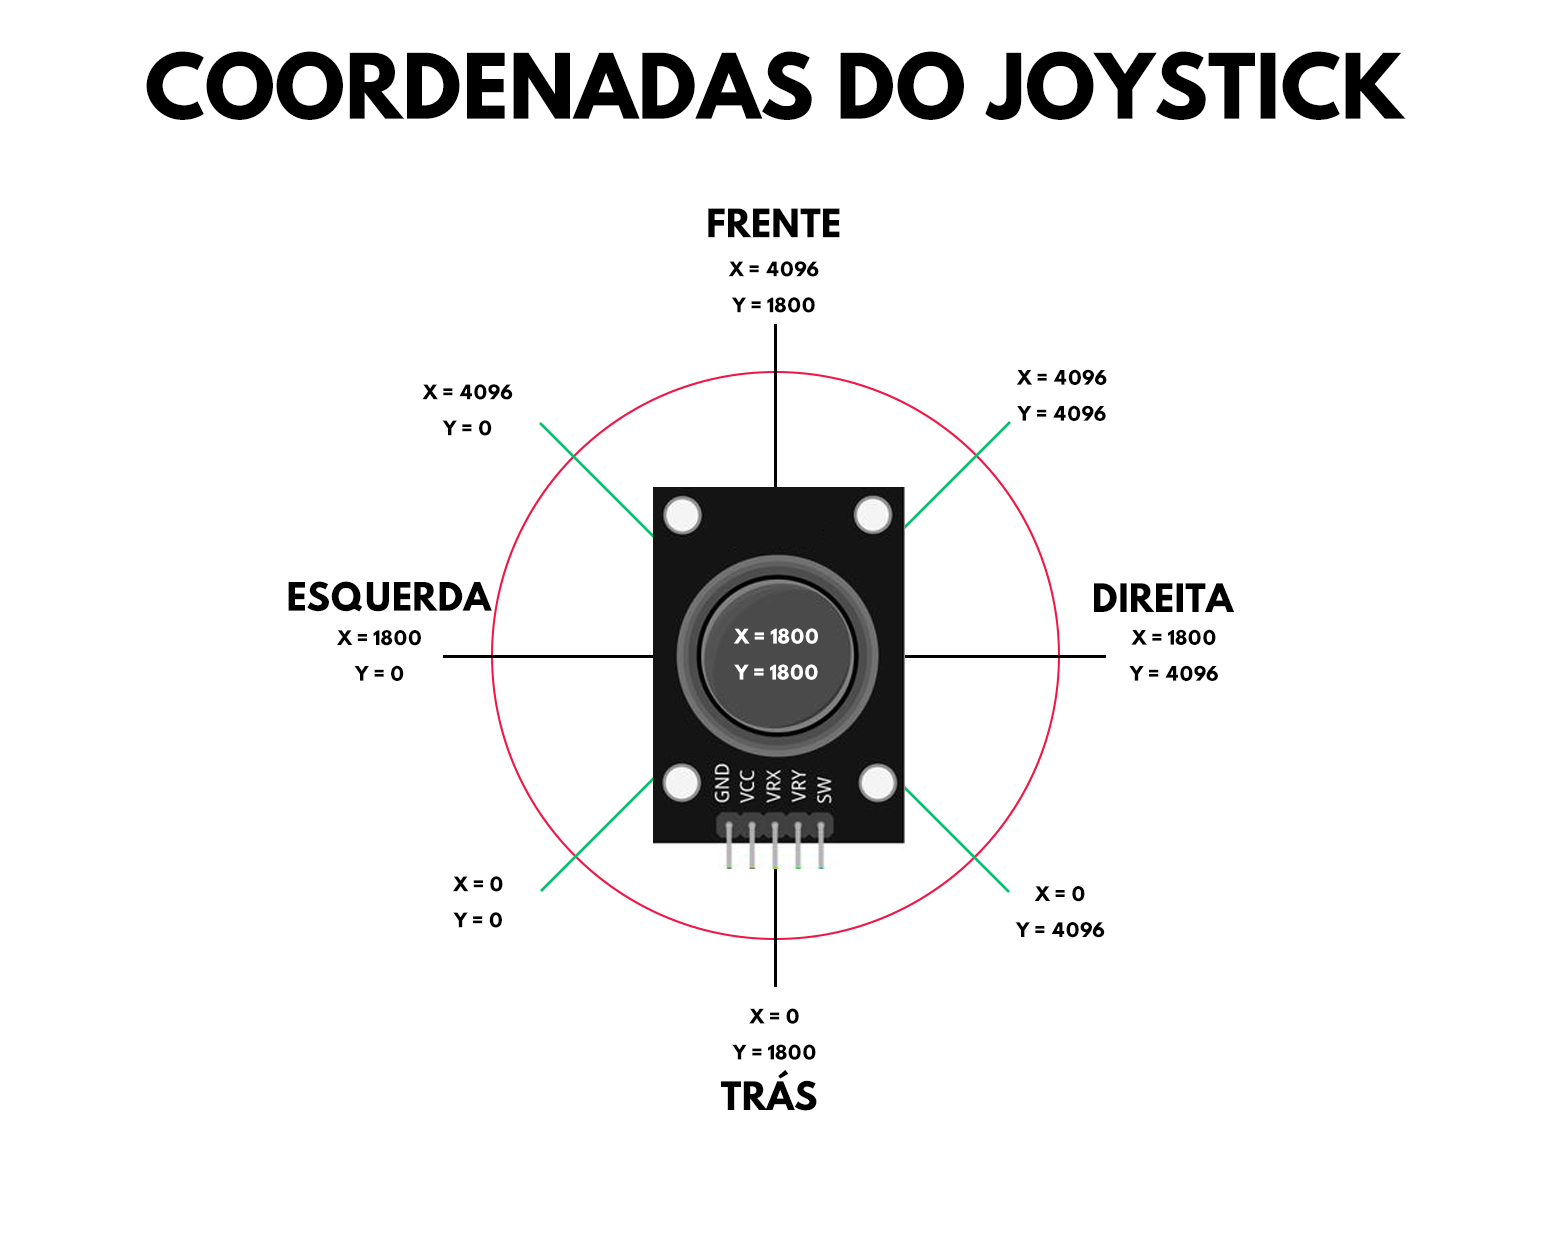 COORDENADAS DO JOYSTICK
FRENTE
X = 4096
Y = 1800
X = 4096
Y = 0
X = 4096
Y = 4096
ESQUERDA
X = 1800
Y = 0
X = 1800
Y = 1800
DIREITA
X = 1800
Y = 4096
GND
VCC
VRX
VRY
SW
X = 0
Y = 0
X = 0
Y = 4096
X = 0
Y = 1800
TRÁS